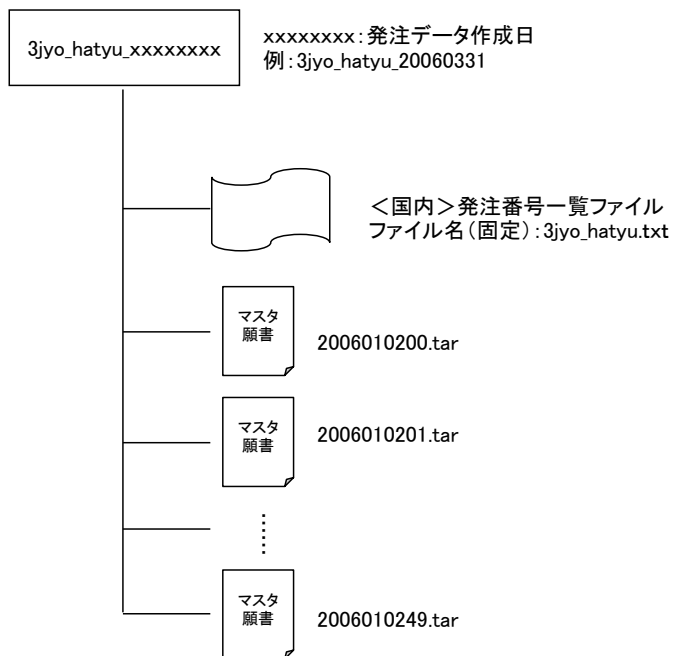 3jyo_hatyu_xxxxxxxx
xxxxxxxx:発注データ作成日
例:3jyo_hatyu_20060331
＜国内＞発注番号一覧ファイル
ファイル名(固定):3jyo_hatyu.txt
マスタ
願書
2006010200.tar
マスタ
願書
2006010201.tar
マスタ
願書
2006010249.tar